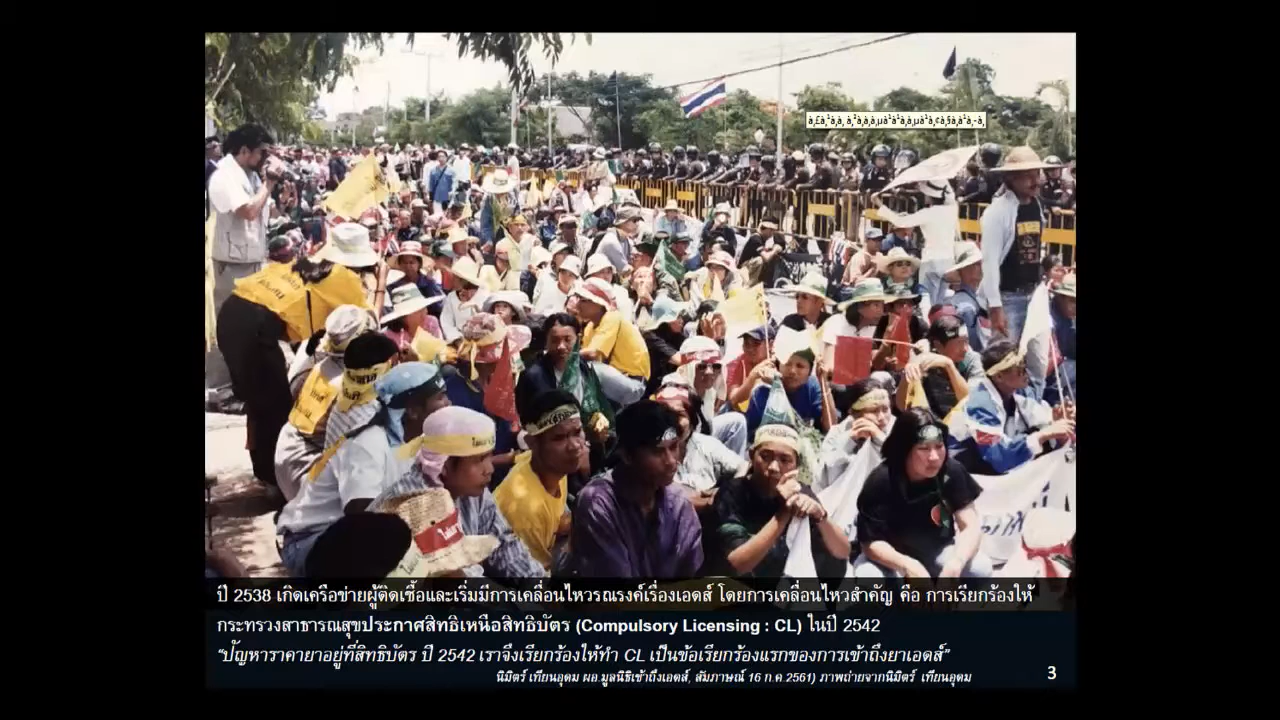 ปี 2538 เกิดเครือข่ายผู้ติดเชื้อและเริ่มมีการเคลื่อนไหวรณรงค์เรื่องเอดส์ โดยการเคลื่อนไหวสำคัญ คือ การเรียกร้องให้
กระทรวงสาธารณสุขประกาศสิทธิเหนือสิทธิบัตร (Compulsory Licensing : CL) ในปี 2542
“ปัญหาราคายาอยู่ที่สิทธิบัตร ปี 2542 เราจึงเรียกร้องให้ทำ CL เป็นข้อเรียกร้องแรกของการเข้าถึงยาเอดส์”
นิมิตร์ เทียนอุดม ผอ.มูลนิธิเข้าถึงเอดส์, สัมภาษณ์ 16 ก.ค.2561) ภาพถ่ายจากนิมิตร์ เทียนอุดม
3